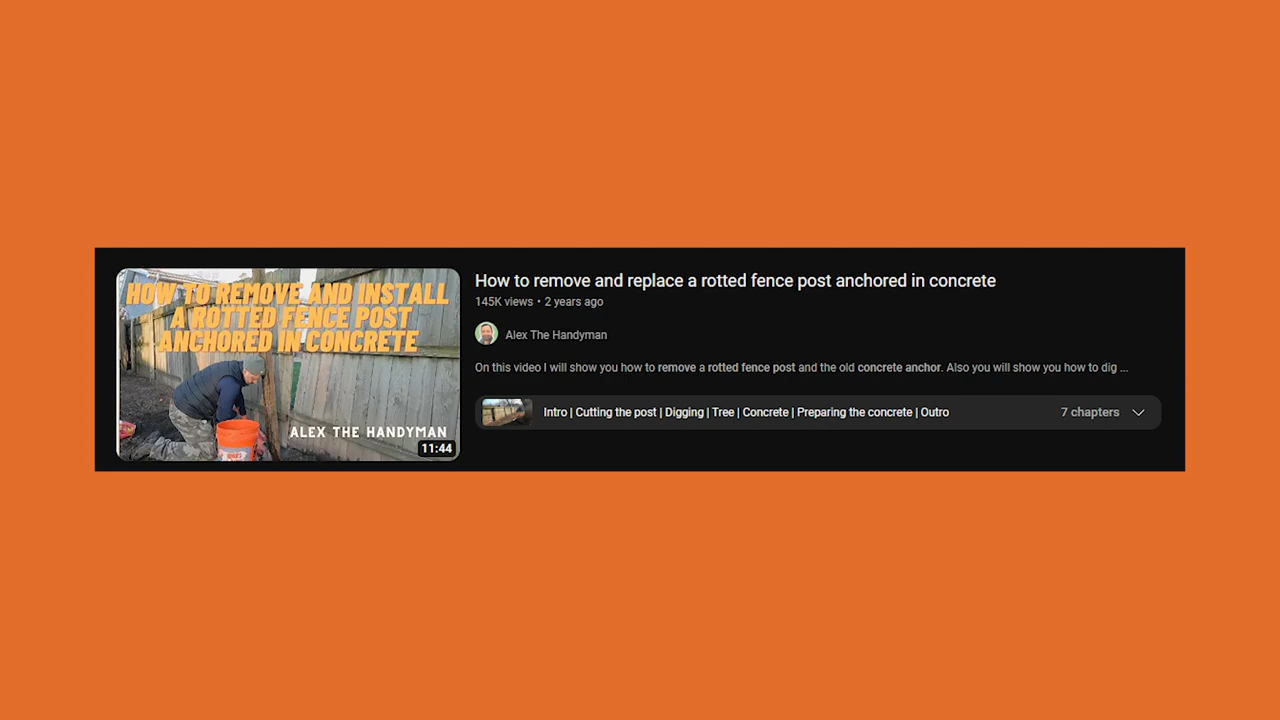 HOW TO REMOVE AND INSTALL
A ROTTED FENCE POST
ANCHORED IN CONCRETE
ALEX THE HANDYMAN
11:44
How to remove and replace a rotted fence post anchored in concrete
145K views • 2 years ago
Alex The Handyman
On this video I will show you how to remove a rotted fence post and the old concrete anchor. Also you will show you how to dig ...
Intro | Cutting the post | Digging | Tree | Concrete | Preparing the concrete | Outro
7 chapters